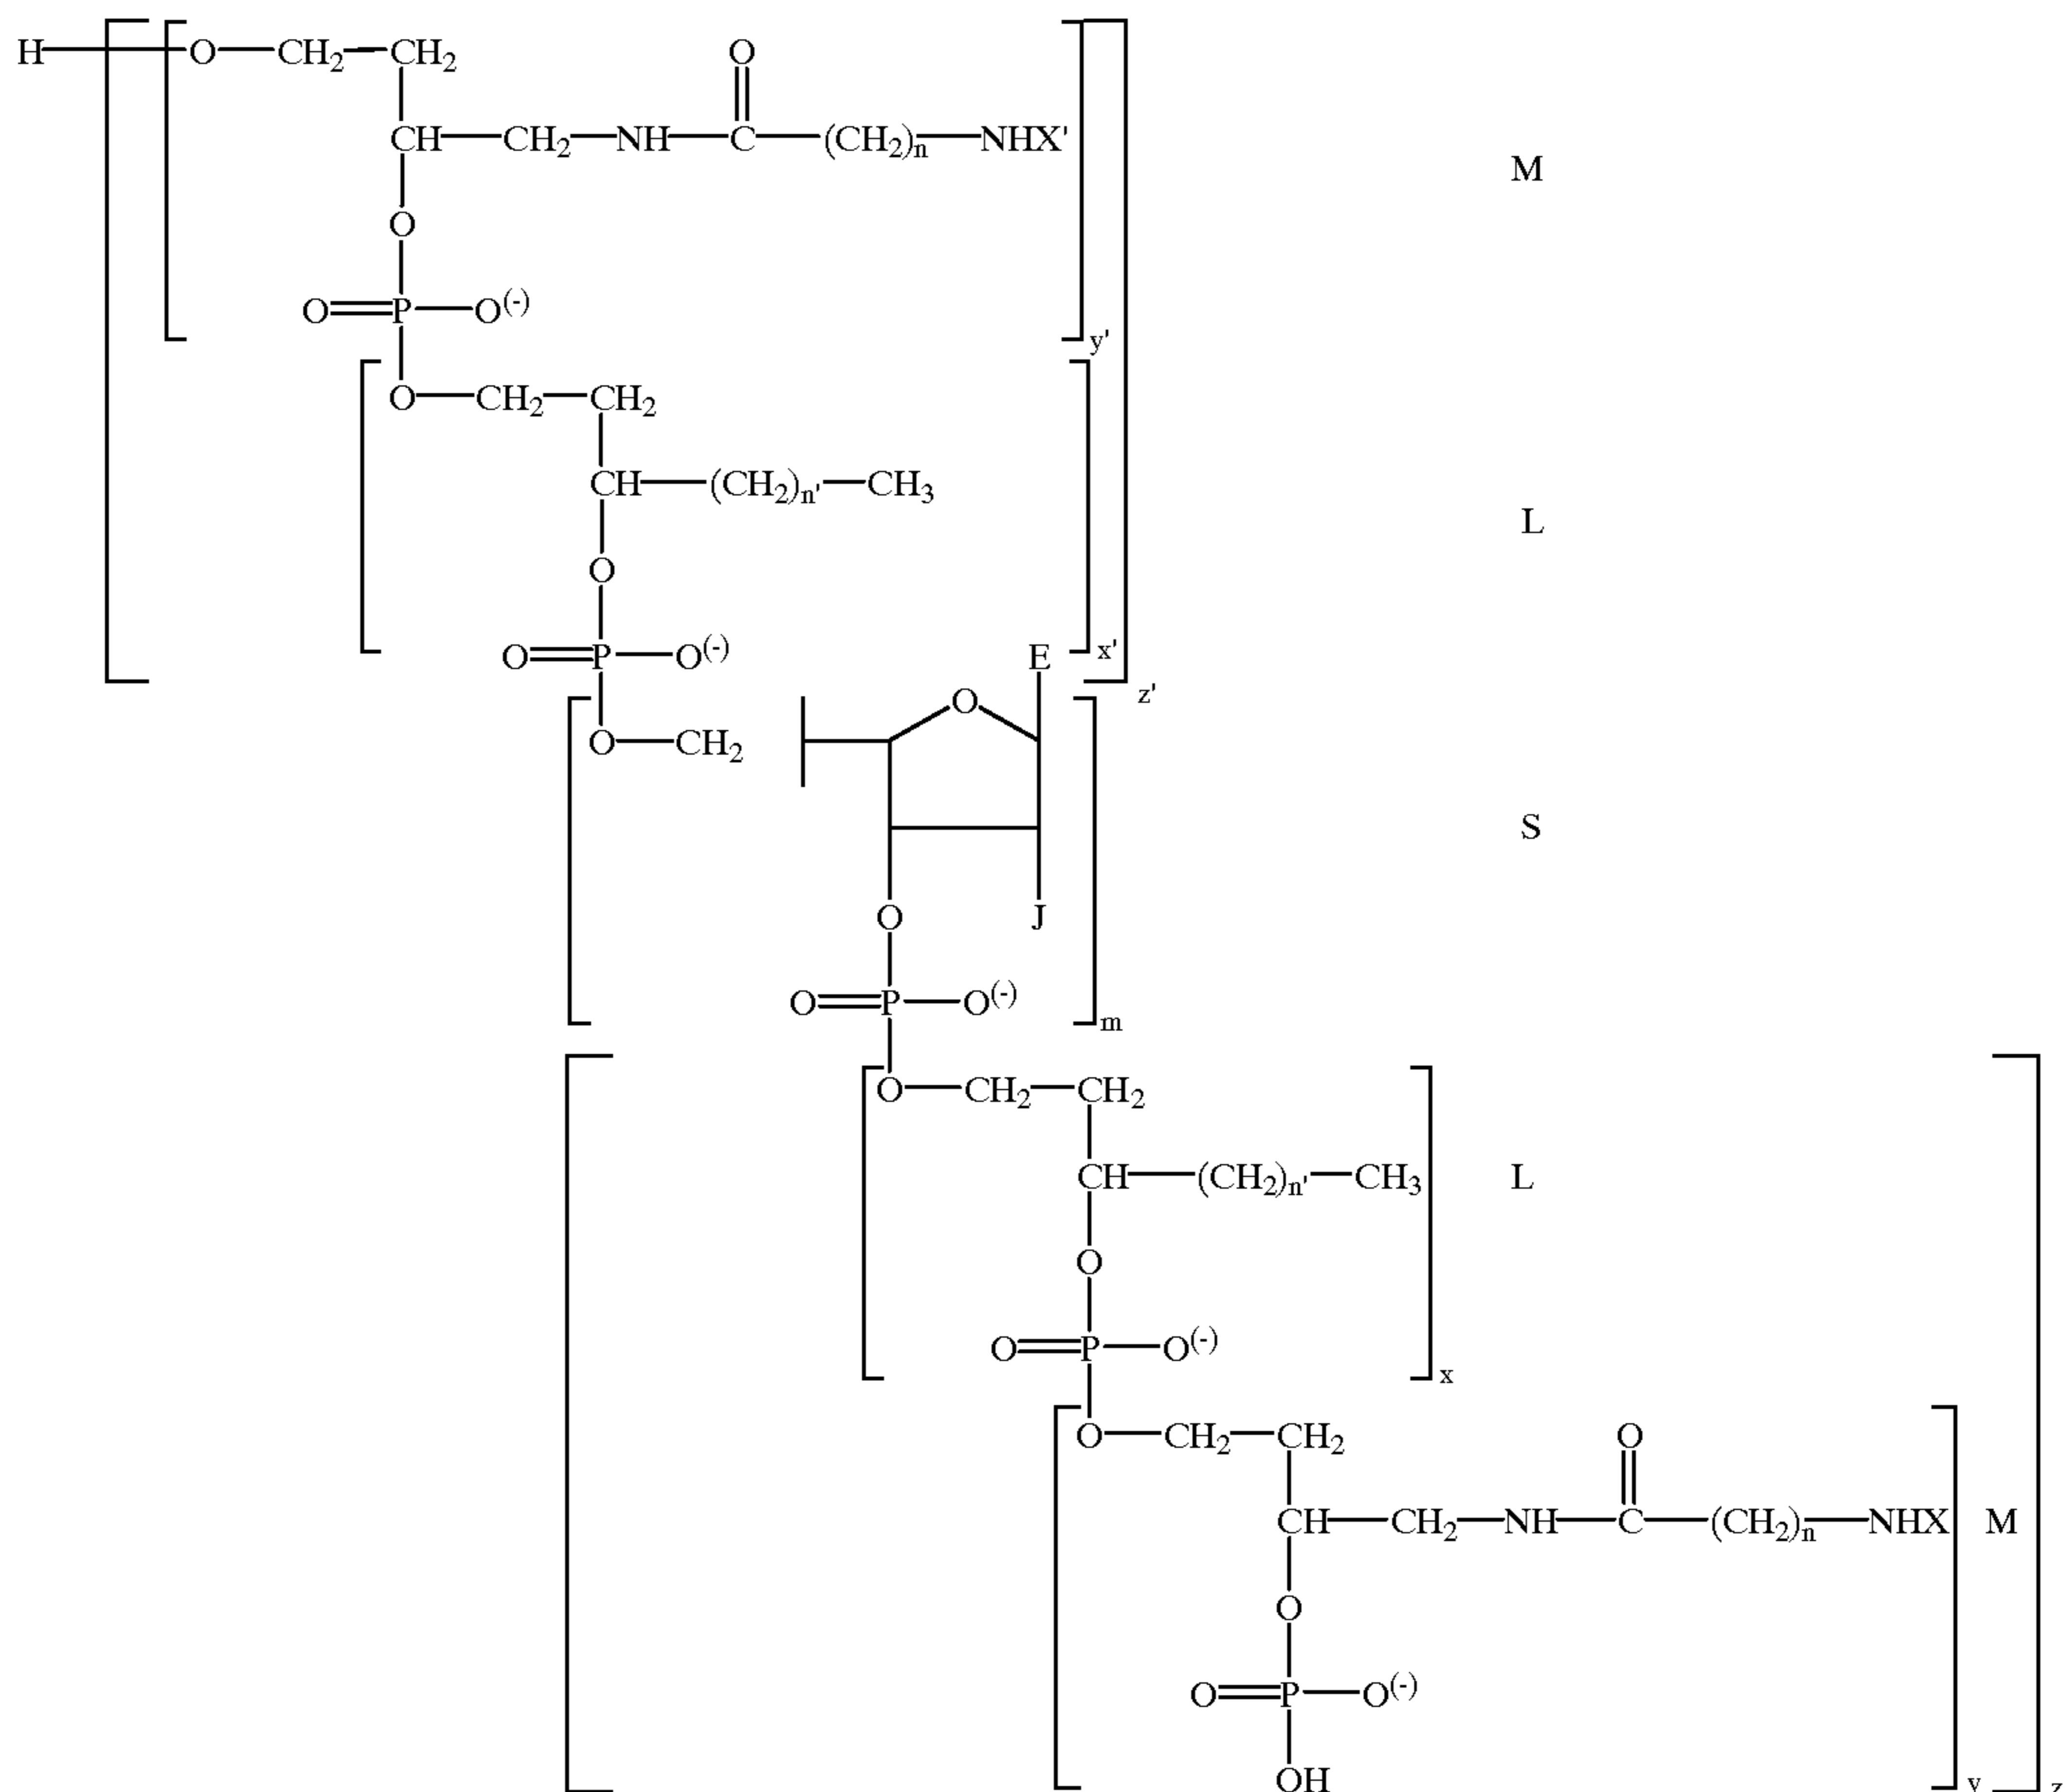 H O CH2 CH2 O
CH CH2 NH C (CH2)n NHX'
M
O
O P O(-)
y'
O CH2 CH2
CH (CH2)n' CH3
L
O
O P O(-) E x'
z'
O
O CH2
S
O J
O P O(-)
m
O CH2 CH2
CH (CH2)n' CH3 L
O
O P O(-)
x
O CH2 CH2 O
CH CH2 NH C (CH2)n NHX M
O
O P O(-)
OH y z